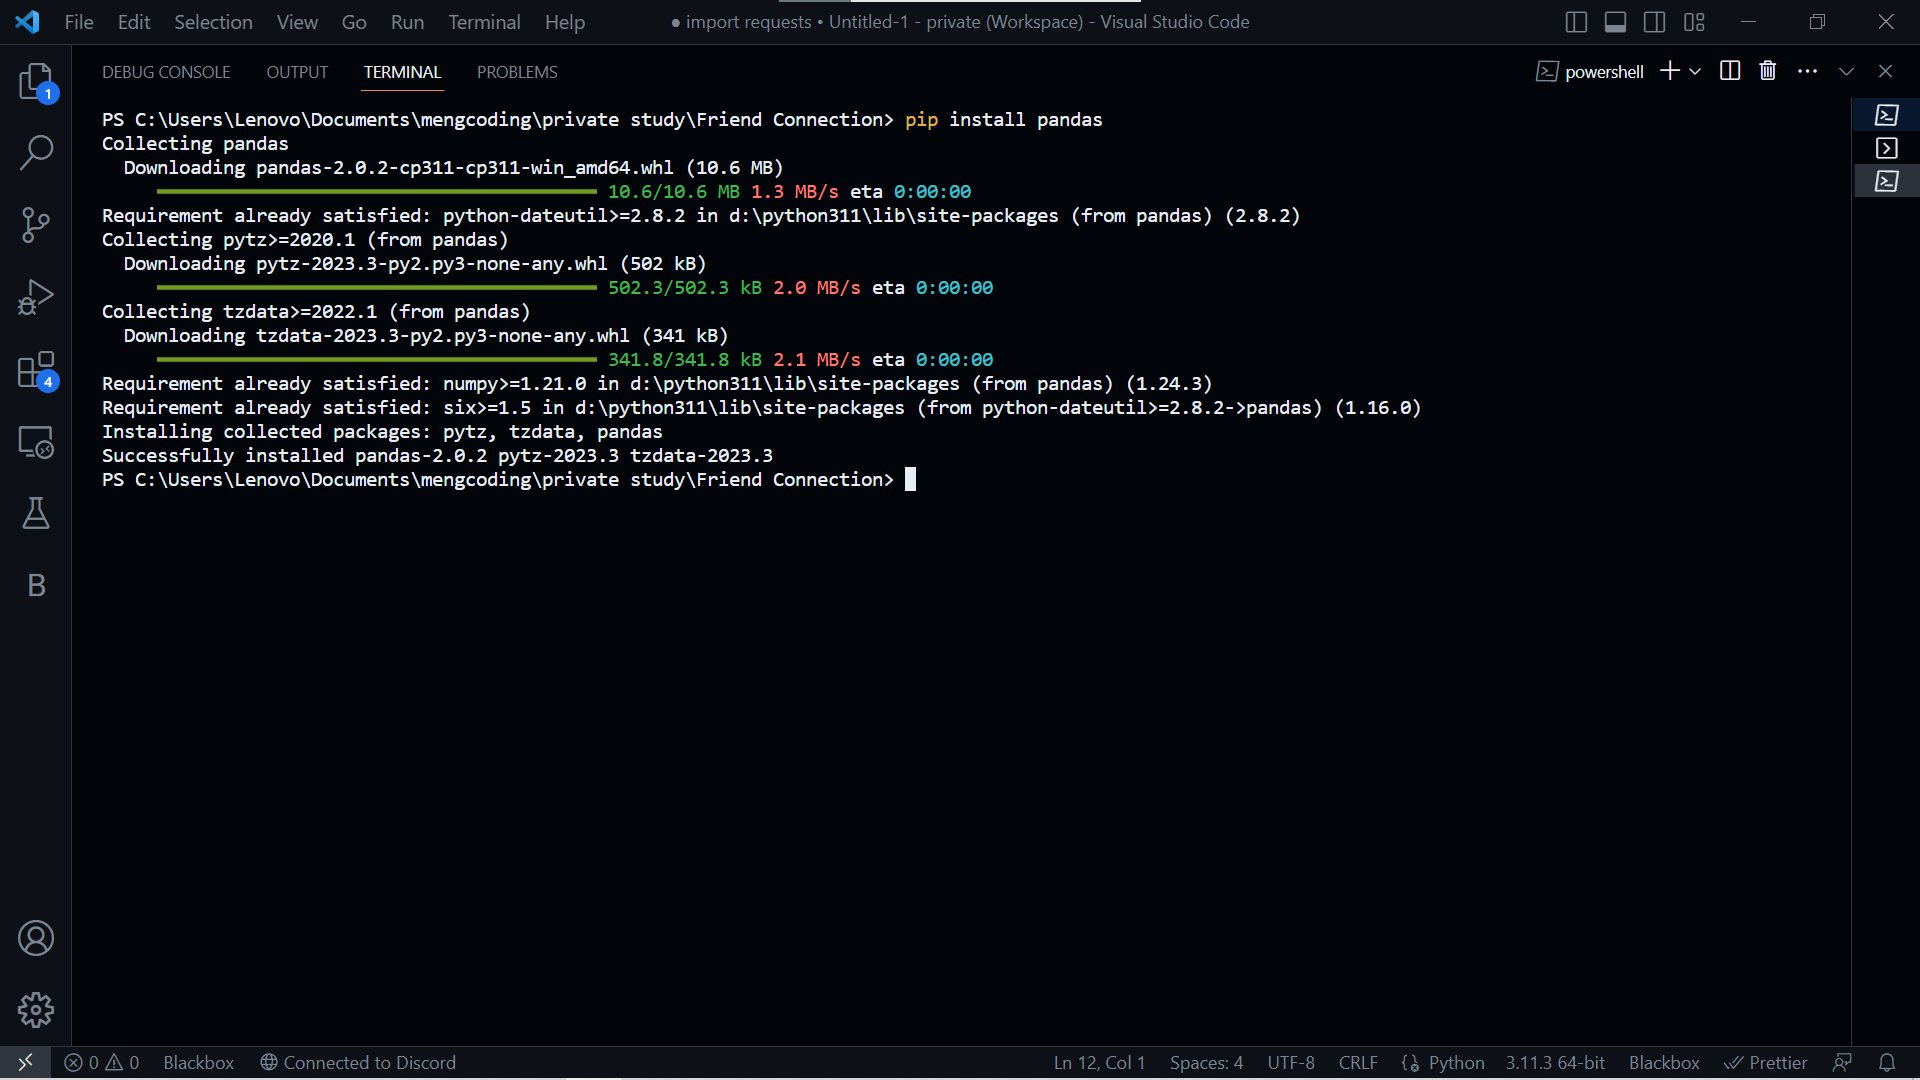 File Edit Selection View Go Run Terminal Help
● import requests • Untitled-1 - private (Workspace) - Visual Studio Code
DEBUG CONSOLE OUTPUT TERMINAL PROBLEMS
powershell
1
PS C:\Users\Lenovo\Documents\mengcoding\private study\Friend Connection> pip install pandas
Collecting pandas
Downloading pandas-2.0.2-cp311-cp311-win_amd64.whl (10.6 MB)
10.6/10.6 MB 1.3 MB/s eta 0:00:00
Requirement already satisfied: python-dateutil>=2.8.2 in d:\python311\lib\site-packages (from pandas) (2.8.2)
Collecting pytz>=2020.1 (from pandas)
Downloading pytz-2023.3-py2.py3-none-any.whl (502 kB)
502.3/502.3 kB 2.0 MB/s eta 0:00:00
Collecting tzdata>=2022.1 (from pandas)
Downloading tzdata-2023.3-py2.py3-none-any.whl (341 kB)
341.8/341.8 kB 2.1 MB/s eta 0:00:00
4
Requirement already satisfied: numpy>=1.21.0 in d:\python311\lib\site-packages (from pandas) (1.24.3)
Requirement already satisfied: six>=1.5 in d:\python311\lib\site-packages (from python-dateutil>=2.8.2->pandas) (1.16.0)
Installing collected packages: pytz, tzdata, pandas
Successfully installed pandas-2.0.2 pytz-2023.3 tzdata-2023.3
PS C:\Users\Lenovo\Documents\mengcoding\private study\Friend Connection>
B
0 0 Blackbox Connected to Discord
Ln 12, Col 1 Spaces: 4 UTF-8 CRLF Python 3.11.3 64-bit Blackbox Prettier